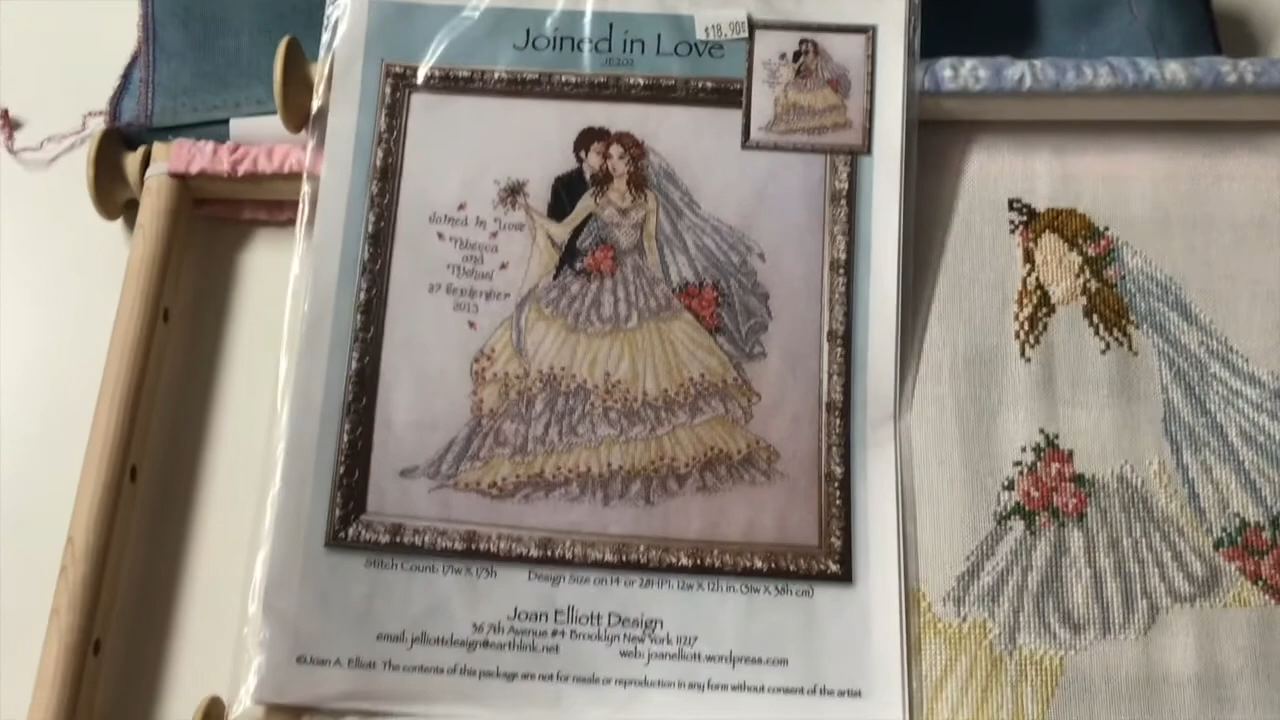 $18.90
Joined in Love
JE202
Joined in Love
Rebecca
and
Michael
27 September
2013
Stitch Count: 171w X 173h
Design Size on 14 or 28HPI: 12w X 12h in. (31w X 38h cm)
Joan Elliott Design
36 7th Avenue #4 Brooklyn New York 11217
email: jelliottdesign@earthlink.net
web: joanelliott.wordpress.com
©Joan A. Elliott The contents of this package are not for resale or reproduction in any form without consent of the artist